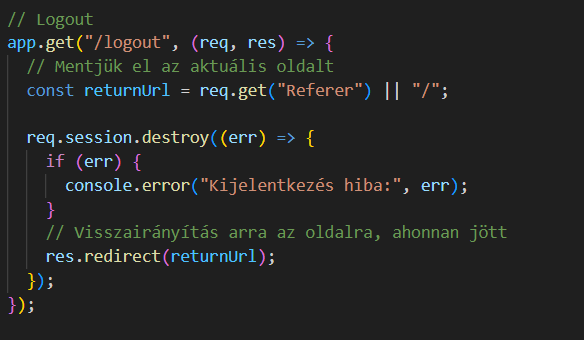 // Logout
app.get("/logout", (req, res) => {
  // Mentjük el az aktuális oldalt
  const returnUrl = req.get("Referer") || "/";

  req.session.destroy((err) => {
    if (err) {
      console.error("Kijelentkezés hiba:", err);
    }
    // Visszairányítás arra az oldalra, ahonnan jött
    res.redirect(returnUrl);
  });
});